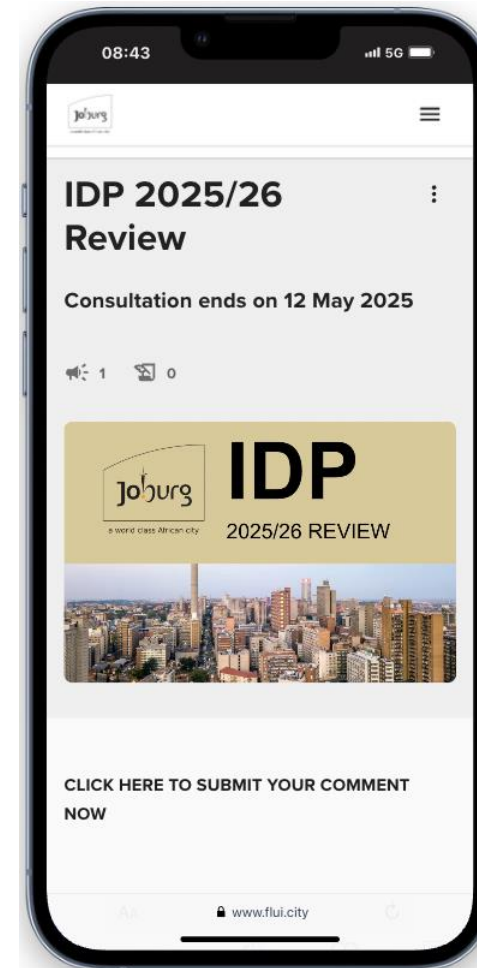 08:43
5G
Joburg
IDP 2025/26
Review
Consultation ends on 12 May 2025
1
0
Joburg
a world class African city
IDP
2025/26 REVIEW
CLICK HERE TO SUBMIT YOUR COMMENT
NOW
AA
www.flui.city